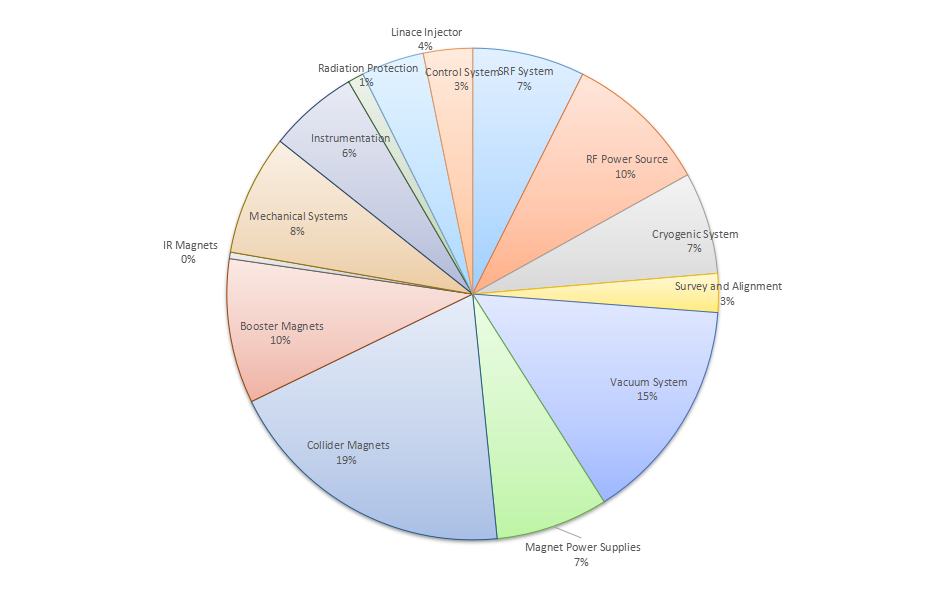 Linace Injector
4%
Radiation Protection
1%
Control System
3%
SRF System
7%
Instrumentation
6%
RF Power Source
10%
Mechanical Systems
8%
Cryogenic System
7%
IR Magnets
0%
Survey and Alignment
3%
Booster Magnets
10%
Vacuum System
15%
Collider Magnets
19%
Magnet Power Supplies
7%